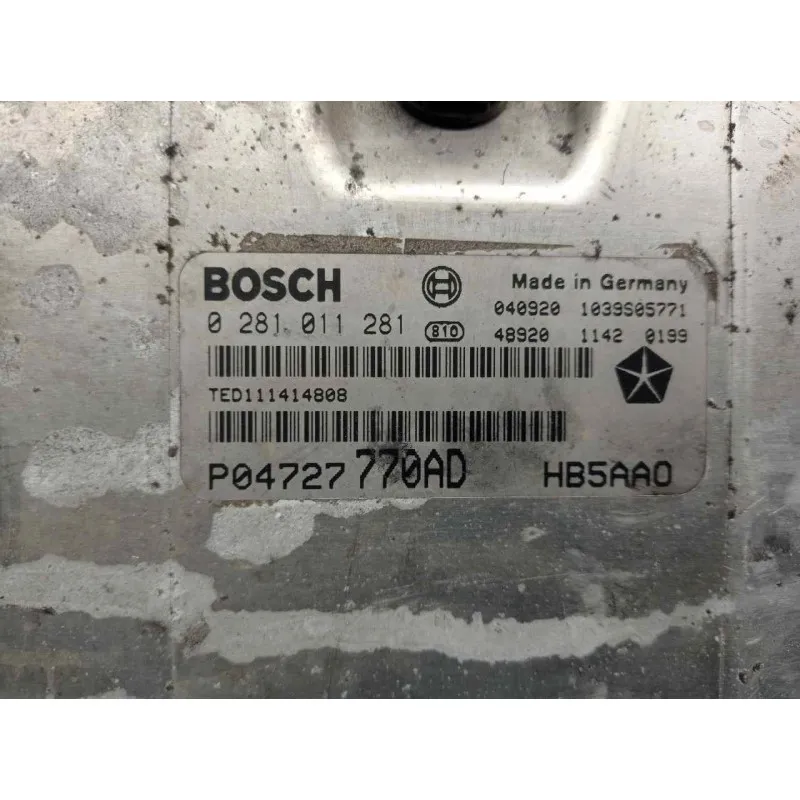 BOSCH Made in Germany
040920 1039S05771
0 281 011 281 810 48920 1142 0199
TED111414808
P04727 770AD HB5AA0